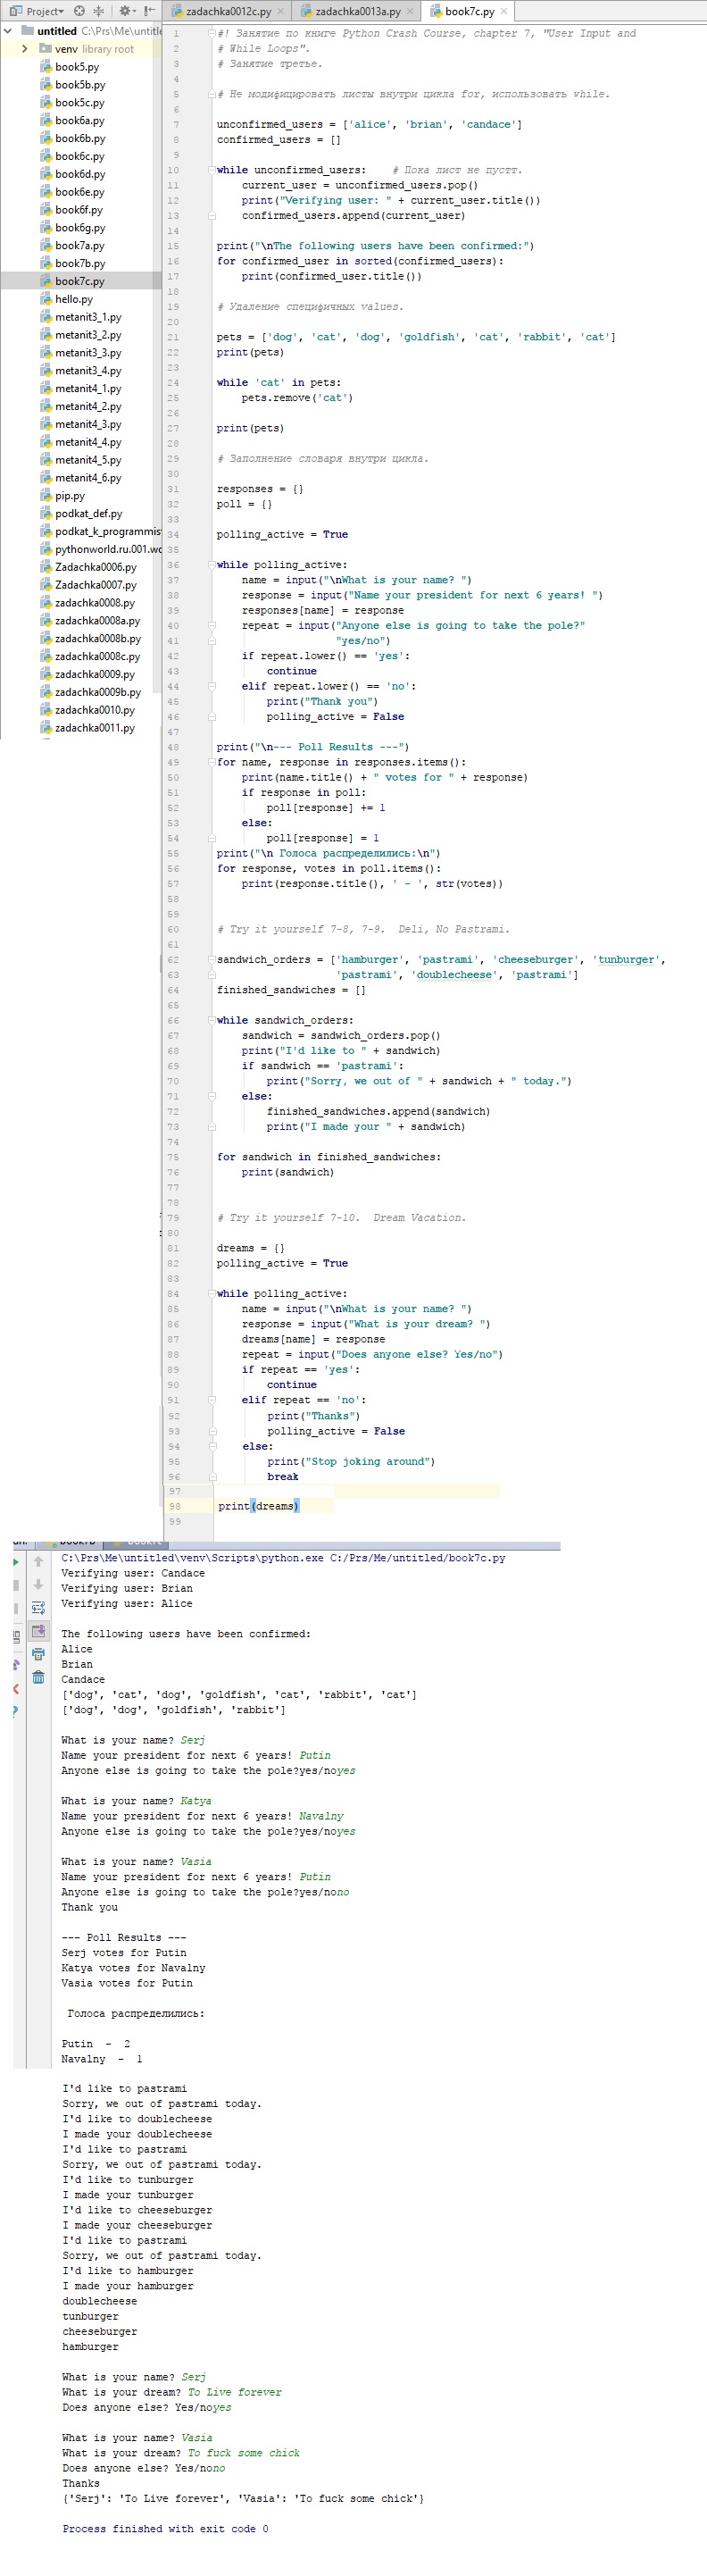 Project
zadachka0012c.py
zadachka0013a.py
book7c.py
untitled C:\Prs\Me\untitle
venv library root
book5.py
book5b.py
book5c.py
book6a.py
book6b.py
book6c.py
book6d.py
book6e.py
book6f.py
book6g.py
book7a.py
book7b.py
book7c.py
hello.py
metanit3_1.py
metanit3_2.py
metanit3_3.py
metanit3_4.py
metanit4_1.py
metanit4_2.py
metanit4_3.py
metanit4_4.py
metanit4_5.py
metanit4_6.py
pip.py
podkat_def.py
podkat_k_programmis
pythonworld.ru.001.wo
Zadachka0006.py
Zadachka0007.py
zadachka0008.py
zadachka0008a.py
zadachka0008b.py
zadachka0008c.py
zadachka0009.py
zadachka0009b.py
zadachka0010.py
zadachka0011.py
1 #! Занятие по книге Python Crash Course, chapter 7, "User Input and
2 # While Loops".
3 # Занятие третье.
4
5 # Не модифицировать листы внутри цикла for, использовать while.
6
7 unconfirmed_users = ['alice', 'brian', 'candace']
8 confirmed_users = []
9
10 while unconfirmed_users:    # Пока лист не пустт.
11     current_user = unconfirmed_users.pop()
12     print("Verifying user: " + current_user.title())
13     confirmed_users.append(current_user)
14
15 print("\nThe following users have been confirmed:")
16 for confirmed_user in sorted(confirmed_users):
17     print(confirmed_user.title())
18
19 # Удаление специфичных values.
20
21 pets = ['dog', 'cat', 'dog', 'goldfish', 'cat', 'rabbit', 'cat']
22 print(pets)
23
24 while 'cat' in pets:
25     pets.remove('cat')
26
27 print(pets)
28
29 # Заполнение словаря внутри цикла.
30
31 responses = {}
32 poll = {}
33
34 polling_active = True
35
36 while polling_active:
37     name = input("\nWhat is your name? ")
38     response = input("Name your president for next 6 years! ")
39     responses[name] = response
40     repeat = input("Anyone else is going to take the pole?"
41                    "yes/no")
42     if repeat.lower() == 'yes':
43         continue
44     elif repeat.lower() == 'no':
45         print("Thank you")
46         polling_active = False
47
48 print("\n--- Poll Results ---")
49 for name, response in responses.items():
50     print(name.title() + " votes for " + response)
51     if response in poll:
52         poll[response] += 1
53     else:
54         poll[response] = 1
55 print("\n Голоса распределились:\n")
56 for response, votes in poll.items():
57     print(response.title(), ' - ', str(votes))
58
59
60 # Try it yourself 7-8, 7-9.  Deli, No Pastrami.
61
62 sandwich_orders = ['hamburger', 'pastrami', 'cheeseburger', 'tunburger',
63                    'pastrami', 'doublecheese', 'pastrami']
64 finished_sandwiches = []
65
66 while sandwich_orders:
67     sandwich = sandwich_orders.pop()
68     print("I'd like to " + sandwich)
69     if sandwich == 'pastrami':
70         print("Sorry, we out of " + sandwich + " today.")
71     else:
72         finished_sandwiches.append(sandwich)
73         print("I made your " + sandwich)
74
75 for sandwich in finished_sandwiches:
76     print(sandwich)
77
78
79 # Try it yourself 7-10.  Dream Vacation.
80
81 dreams = {}
82 polling_active = True
83
84 while polling_active:
85     name = input("\nWhat is your name? ")
86     response = input("What is your dream? ")
87     dreams[name] = response
88     repeat = input("Does anyone else? Yes/no")
89     if repeat == 'yes':
90         continue
91     elif repeat == 'no':
92         print("Thanks")
93         polling_active = False
94     else:
95         print("Stop joking around")
96         break
97
98 print(dreams)
99
C:\Prs\Me\untitled\venv\Scripts\python.exe C:/Prs/Me/untitled/book7c.py
Verifying user: Candace
Verifying user: Brian
Verifying user: Alice

The following users have been confirmed:
Alice
Brian
Candace
['dog', 'cat', 'dog', 'goldfish', 'cat', 'rabbit', 'cat']
['dog', 'dog', 'goldfish', 'rabbit']

What is your name? Serj
Name your president for next 6 years! Putin
Anyone else is going to take the pole?yes/noyes

What is your name? Katya
Name your president for next 6 years! Navalny
Anyone else is going to take the pole?yes/noyes

What is your name? Vasia
Name your president for next 6 years! Putin
Anyone else is going to take the pole?yes/nono
Thank you

--- Poll Results ---
Serj votes for Putin
Katya votes for Navalny
Vasia votes for Putin

Голоса распределились:

Putin  -  2
Navalny  -  1

I'd like to pastrami
Sorry, we out of pastrami today.
I'd like to doublecheese
I made your doublecheese
I'd like to pastrami
Sorry, we out of pastrami today.
I'd like to tunburger
I made your tunburger
I'd like to cheeseburger
I made your cheeseburger
I'd like to pastrami
Sorry, we out of pastrami today.
I'd like to hamburger
I made your hamburger
doublecheese
tunburger
cheeseburger
hamburger

What is your name? Serj
What is your dream? To Live forever
Does anyone else? Yes/noyes

What is your name? Vasia
What is your dream? To fuck some chick
Does anyone else? Yes/nono
Thanks
{'Serj': 'To Live forever', 'Vasia': 'To fuck some chick'}

Process finished with exit code 0